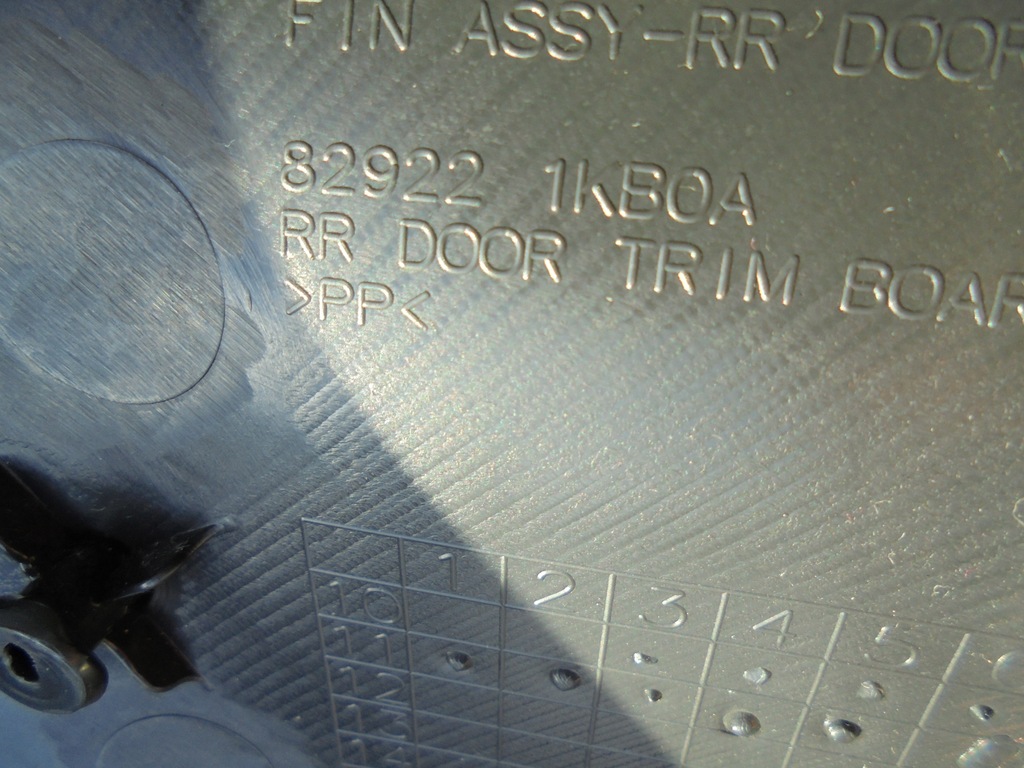 FIN ASSY-RR DOOR
82922 1KB0A
RR DOOR TRIM BOAR
>PP<
1 2 3 4 5
10
11
12
13